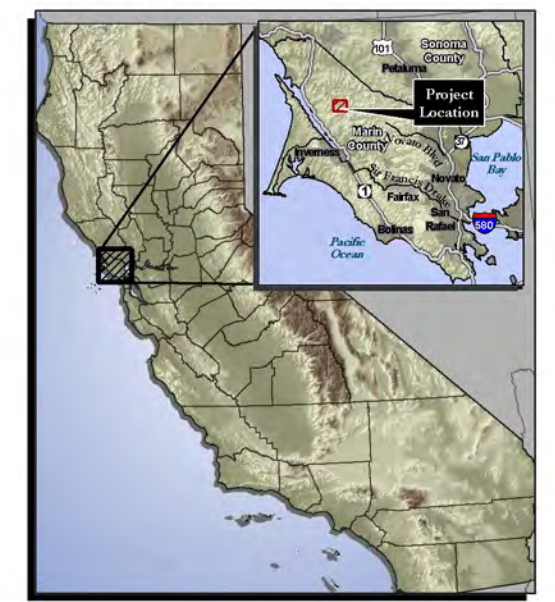 101
Sonoma
County
Petaluma
Project
Location
Marin
County
Novato Blvd
37
San Pablo
Bay
Inverness
Sir Francis Drake
Novato
1
Fairfax
San
Rafael
580
Bolinas
Pacific
Ocean